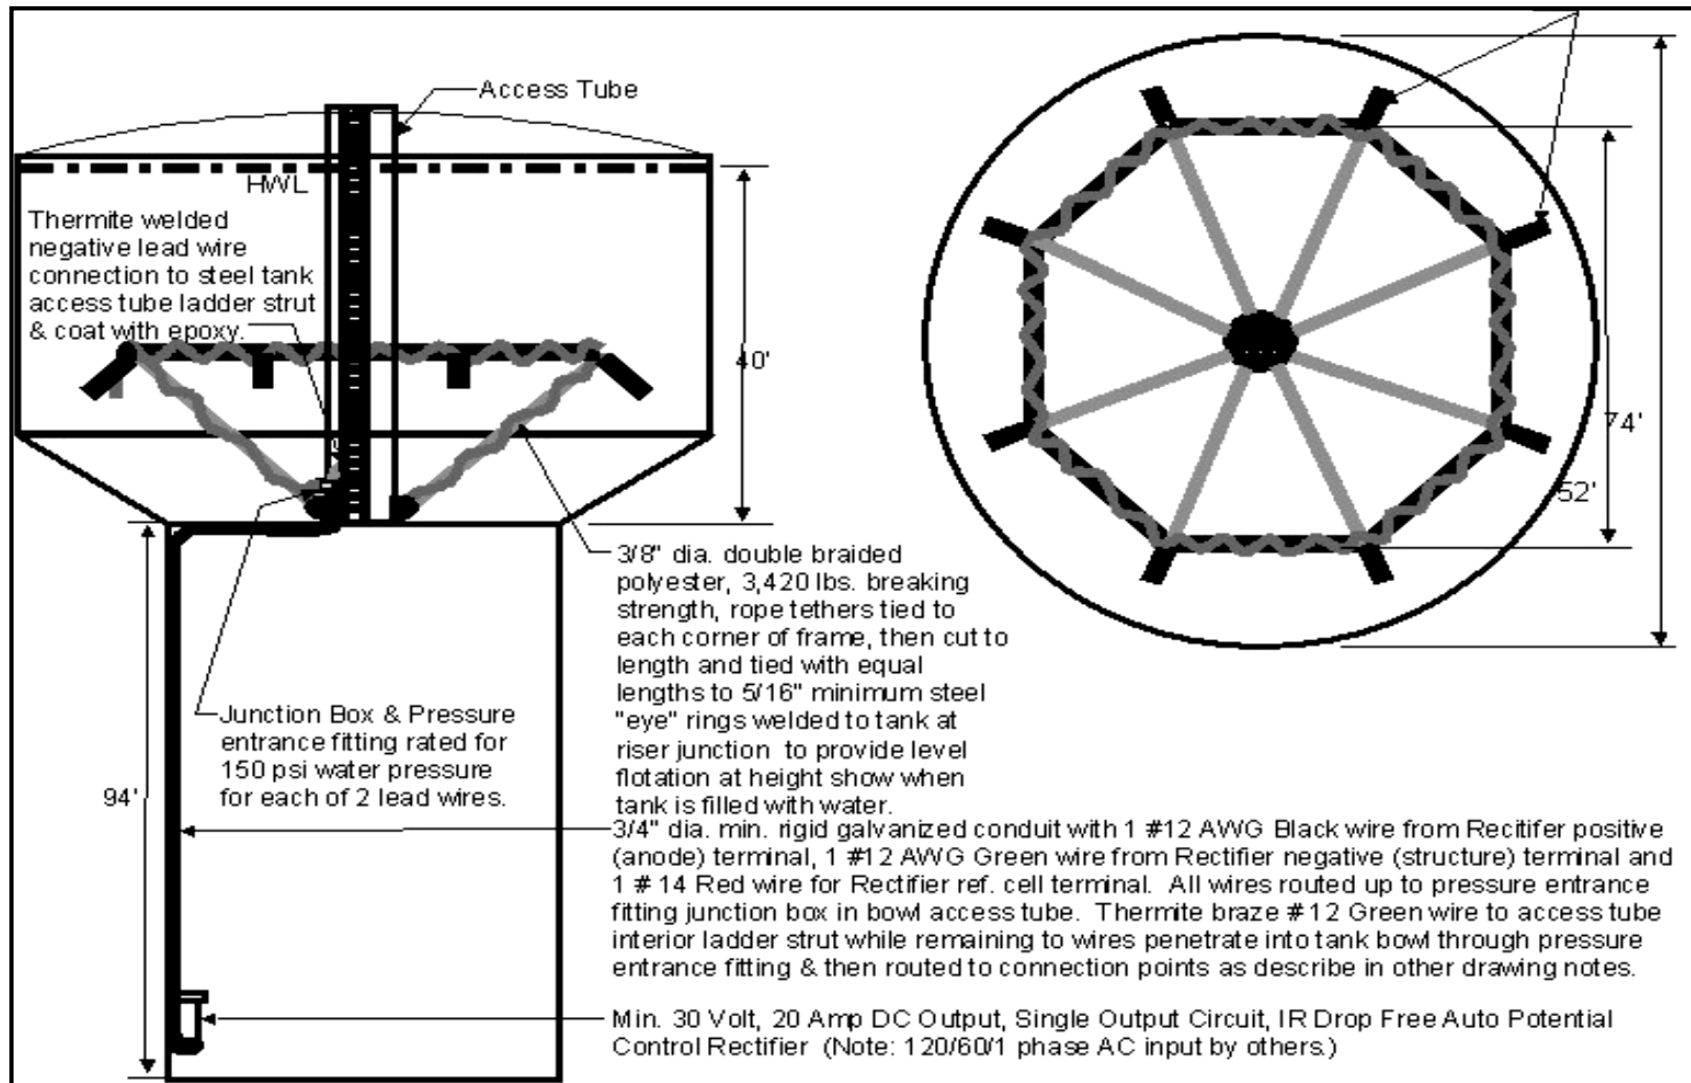 Access Tube
HWL
Thermite welded
negative lead wire
connection to steel tank
access tube ladder strut
& coat with epoxy.
40'
74'
52'
3/8" dia. double braided
polyester, 3,420 lbs. breaking
strength, rope tethers tied to
each corner of frame, then cut to
length and tied with equal
lengths to 5/16" minimum steel
"eye" rings welded to tank at
riser junction to provide level
flotation at height show when
tank is filled with water.
Junction Box & Pressure
entrance fitting rated for
150 psi water pressure
for each of 2 lead wires.
94'
3/4" dia. min. rigid galvanized conduit with 1 #12 AWG Black wire from Recitifer positive
(anode) terminal, 1 #12 AWG Green wire from Rectifier negative (structure) terminal and
1 # 14 Red wire for Rectifier ref. cell terminal. All wires routed up to pressure entrance
fitting junction box in bowl access tube. Thermite braze #12 Green wire to access tube
interior ladder strut while remaining to wires penetrate into tank bowl through pressure
entrance fitting & then routed to connection points as describe in other drawing notes.
Min. 30 Volt, 20 Amp DC Output, Single Output Circuit, IR Drop Free Auto Potential
Control Rectifier (Note: 120/60/1 phase AC input by others.)